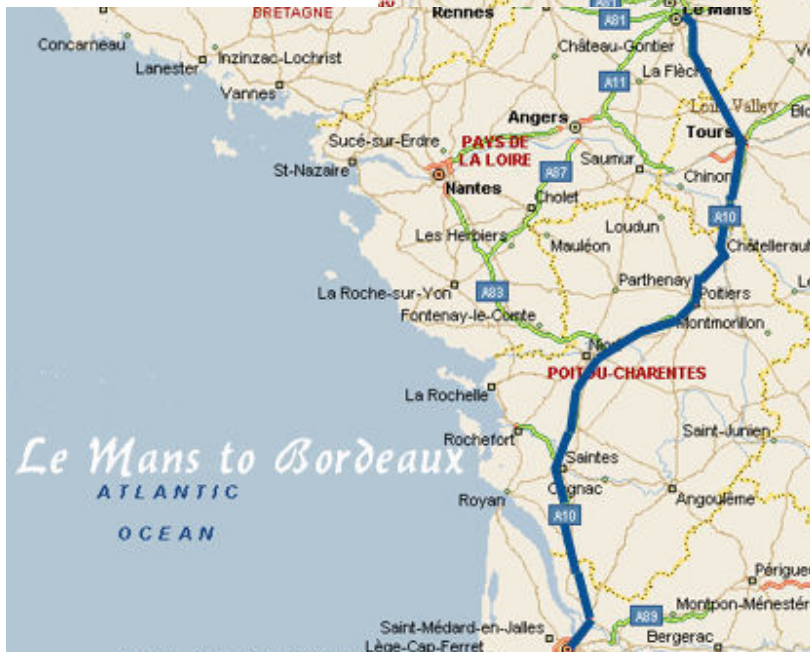 BRETAGNE
Rennes
A81
A81
Le Mans
Concarneau
Lanester
Inzinzac-Lochrist
Vannes
Château-Gontier
La Flèche
A11
Loire Valley
Angers
Tours
Sucé-sur-Erdre
PAYS DE
LA LOIRE
St-Nazaire
Nantes
A87
Saumur
Chinon
Cholet
A10
Loudun
Les Herbiers
Mauléon
Châtellerault
La Roche-sur-Yon
A83
Parthenay
Poitiers
Fontenay-le-Comte
Montmorillon
Niort
POITOU-CHARENTES
La Rochelle
Rochefort
Saint-Junien
Le Mans to Bordeaux
Saintes
ATLANTIC
OCEAN
Royan
Cognac
Angoulême
A10
Montpon-Ménestér
A89
Saint-Médard-en-Jalles
Lège-Cap-Ferret
Bergerac